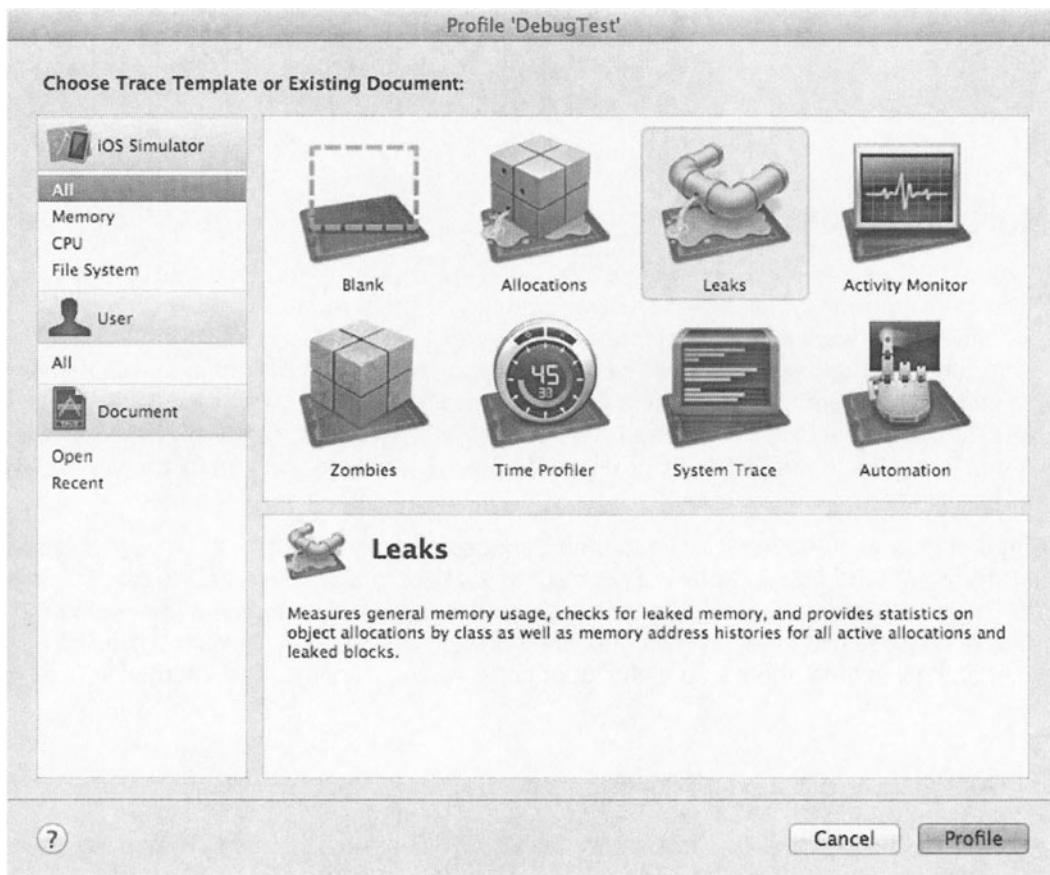 Profile 'DebugTest'
Choose Trace Template or Existing Document:
iOS Simulator
All
Memory
CPU
File System
User
All
Document
Open
Recent
Blank
Allocations
Leaks
Activity Monitor
45
33
Zombies
Time Profiler
System Trace
Automation
Leaks
Measures general memory usage, checks for leaked memory, and provides statistics on
object allocations by class as well as memory address histories for all active allocations and
leaked blocks.
?
Cancel
Profile